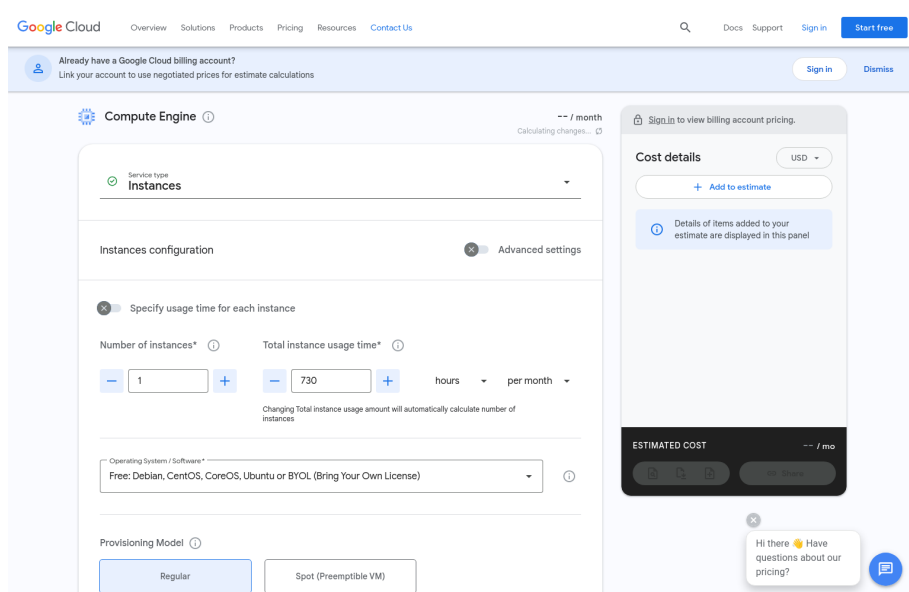 Google Cloud Overview Solutions Products Pricing Resources Contact Us Docs Support Sign in Start free
Already have a Google Cloud billing account?
Link your account to use negotiated prices for estimate calculations
Sign in Dismiss
Compute Engine
-- / month
Calculating changes...
Service type
Instances
Instances configuration
Advanced settings
Specify usage time for each instance
Number of instances*
Total instance usage time*
1
730
hours
per month
Changing Total instance usage amount will automatically calculate number of
instances
Operating System / Software *
Free: Debian, CentOS, CoreOS, Ubuntu or BYOL (Bring Your Own License)
Provisioning Model
Regular
Spot (Preemptible VM)
Sign in to view billing account pricing.
Cost details
USD
+ Add to estimate
Details of items added to your
estimate are displayed in this panel
ESTIMATED COST
-- / mo
Share
Hi there 👋 Have
questions about our
pricing?